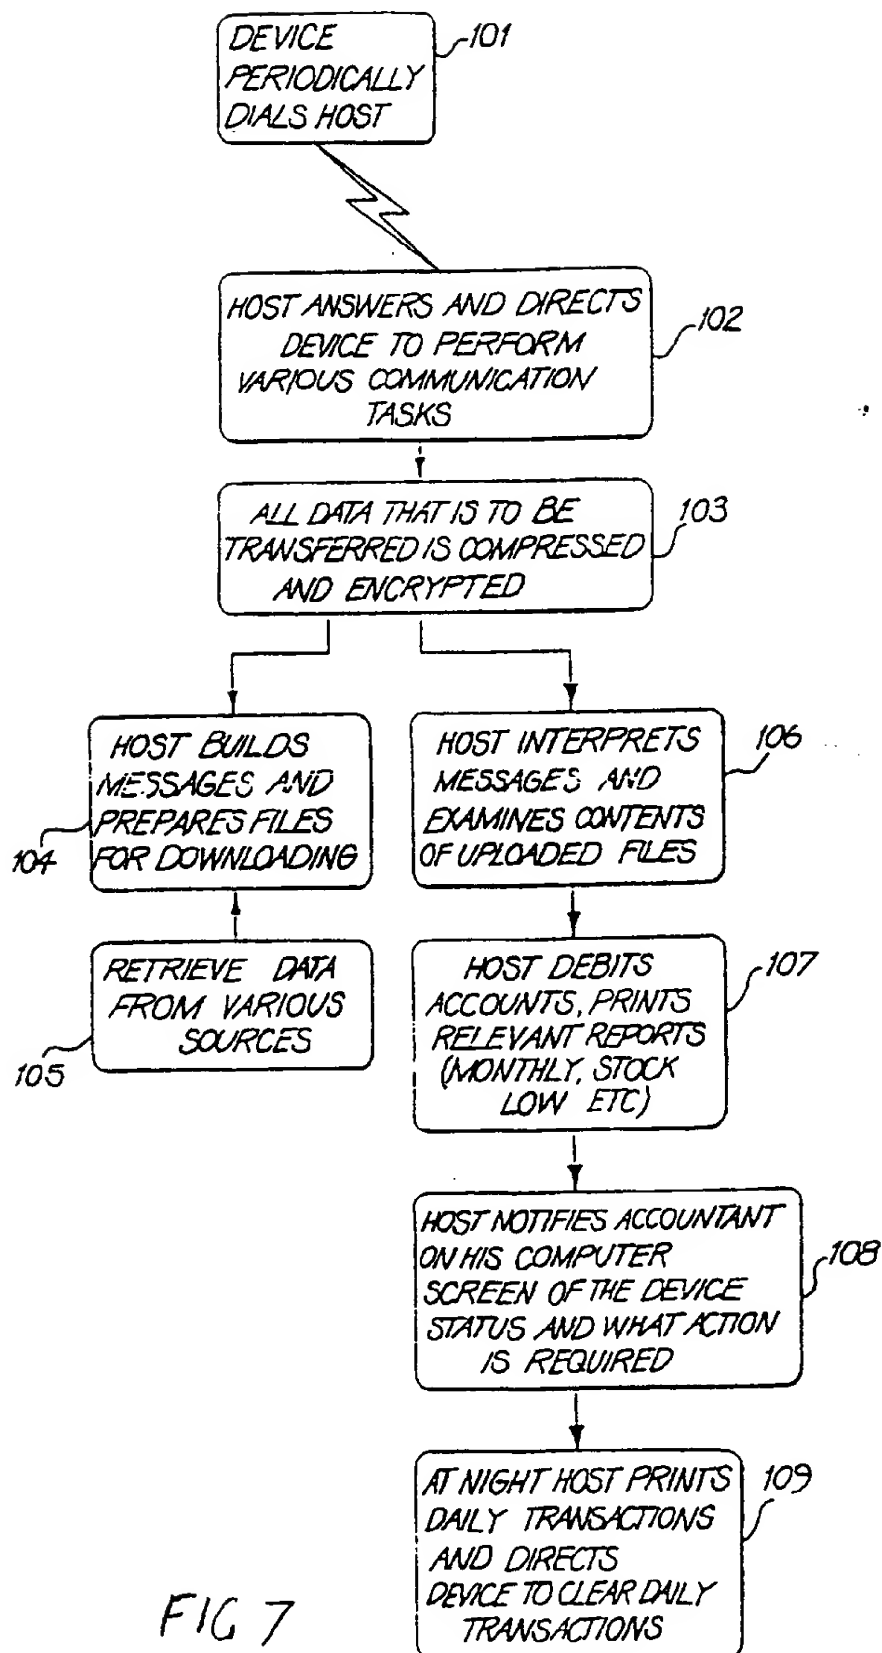 DEVICE
PERIODICALLY
DIALS HOST
101
HOST ANSWERS AND DIRECTS
DEVICE TO PERFORM
VARIOUS COMMUNICATION
TASKS
102
ALL DATA THAT IS TO BE
TRANSFERRED IS COMPRESSED
AND ENCRYPTED
103
HOST BUILDS
MESSAGES AND
PREPARES FILES
FOR DOWNLOADING
104
RETRIEVE DATA
FROM VARIOUS
SOURCES
105
HOST INTERPRETS
MESSAGES AND
EXAMINES CONTENTS
OF UPLOADED FILES
106
HOST DEBITS
ACCOUNTS, PRINTS
RELEVANT REPORTS
(MONTHLY, STOCK
LOW ETC)
107
HOST NOTIFIES ACCOUNTANT
ON HIS COMPUTER
SCREEN OF THE DEVICE
STATUS AND WHAT ACTION
IS REQUIRED
108
AT NIGHT HOST PRINTS
DAILY TRANSACTIONS
AND DIRECTS
DEVICE TO CLEAR DAILY
TRANSACTIONS
109
FIG 7